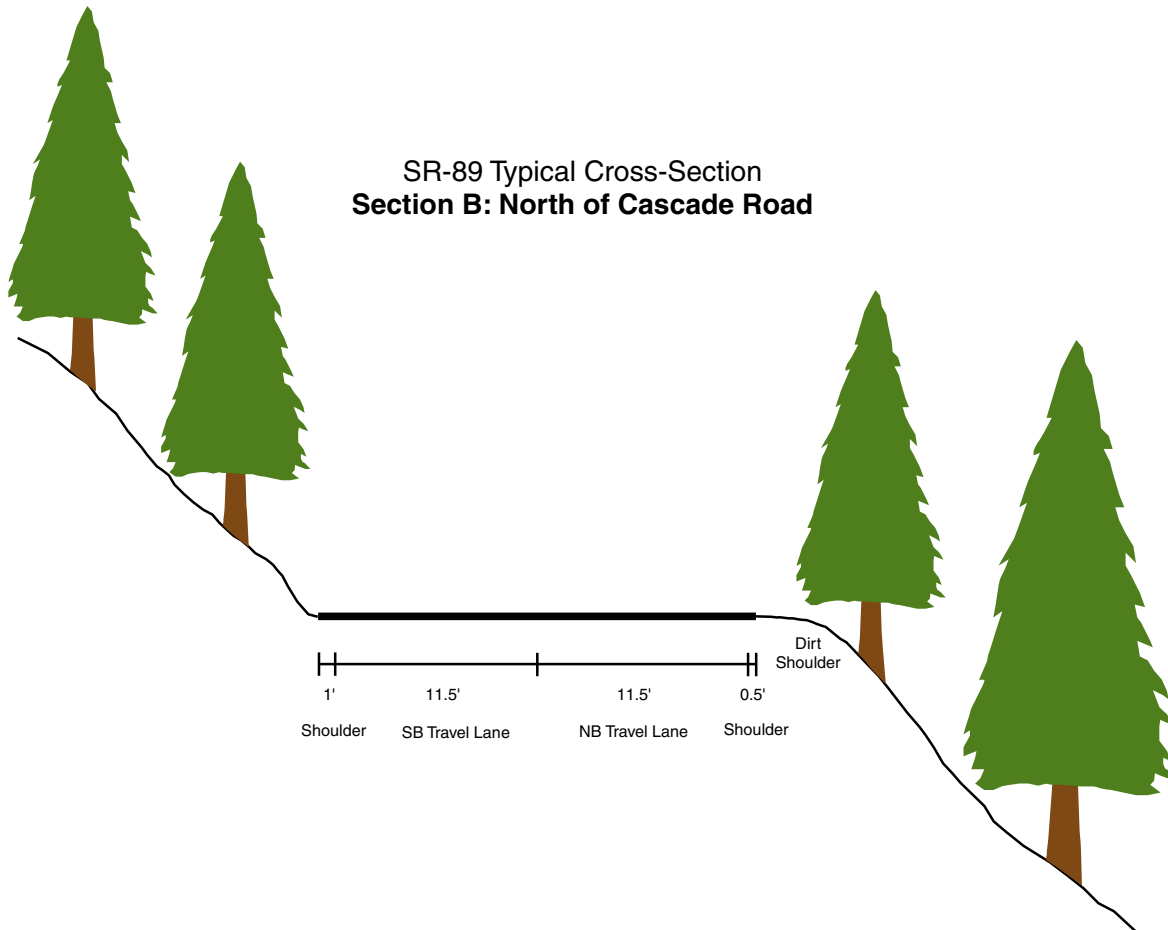 SR-89 Typical Cross-Section
Section B: North of Cascade Road
Dirt
Shoulder
1'
11.5'
11.5'
0.5'
Shoulder
SB Travel Lane
NB Travel Lane
Shoulder